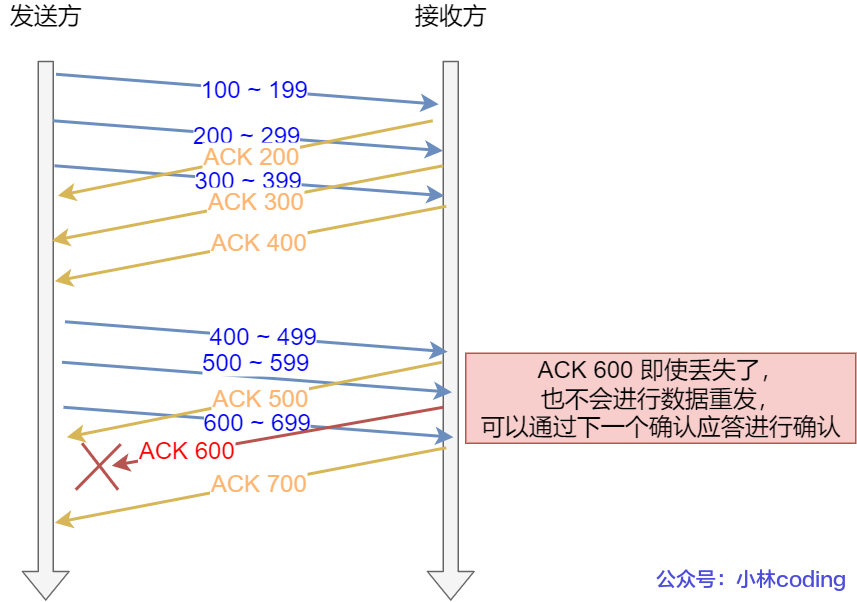 发送方
接收方
100 ~ 199
200 ~ 299
ACK 200
300 ~ 399
ACK 300
ACK 400
400 ~ 499
500 ~ 599
ACK 500
600 ~ 699
ACK 600
ACK 700
ACK 600 即使丢失了，
也不会进行数据重发，
可以通过下一个确认应答进行确认
公众号：小林coding